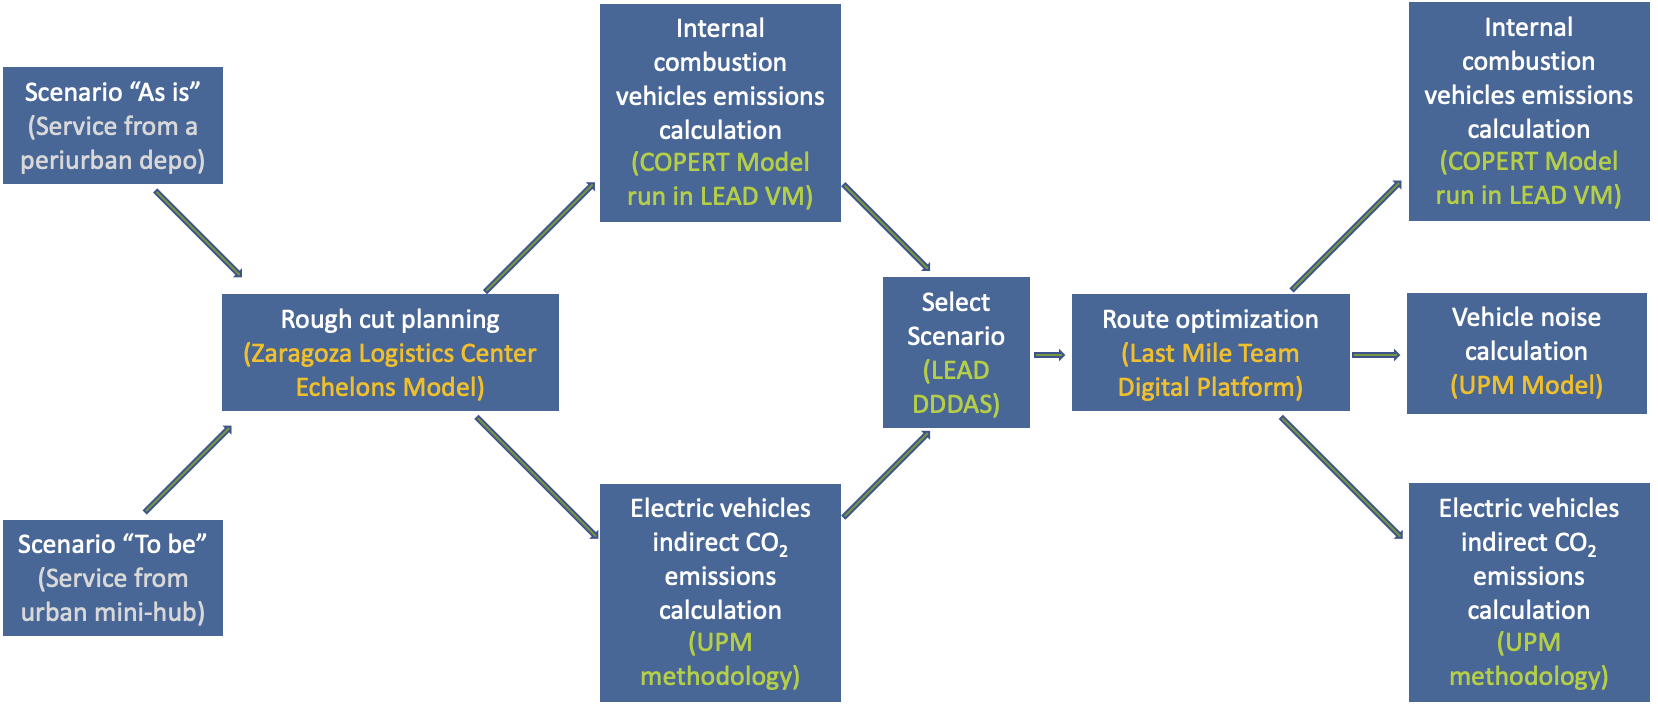 Scenario “As is”
(Service from a
periurban depo)
Scenario “To be”
(Service from
urban mini-hub)
Rough cut planning
(Zaragoza Logistics Center
Echelons Model)
Internal
combustion
vehicles emissions
calculation
(COPERT Model
run in LEAD VM)
Electric vehicles
indirect CO₂
emissions
calculation
(UPM
methodology)
Select
Scenario
(LEAD
DDDAS)
Route optimization
(Last Mile Team
Digital Platform)
Internal
combustion
vehicles emissions
calculation
(COPERT Model
run in LEAD VM)
Vehicle noise
calculation
(UPM Model)
Electric vehicles
indirect CO₂
emissions
calculation
(UPM
methodology)